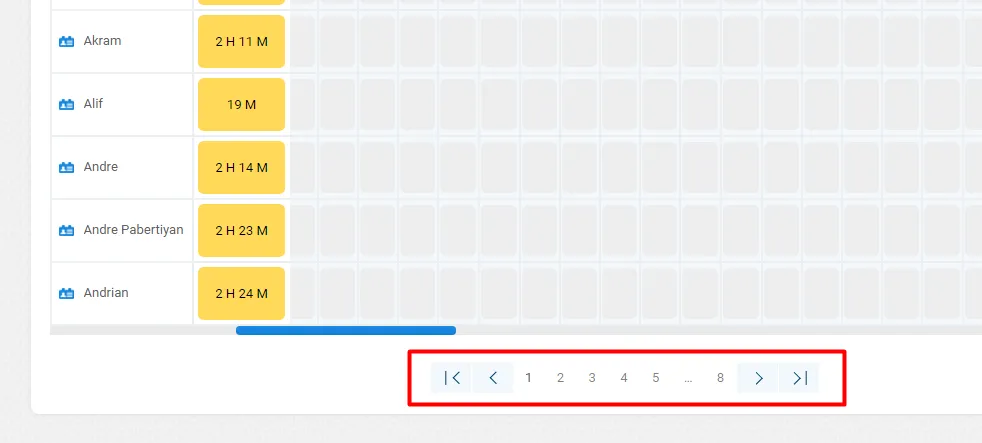 Akram 2 H 11 M
Alif 19 M
Andre 2 H 14 M
Andre Pabertiyan 2 H 23 M
Andrian 2 H 24 M
1 2 3 4 5 ... 8